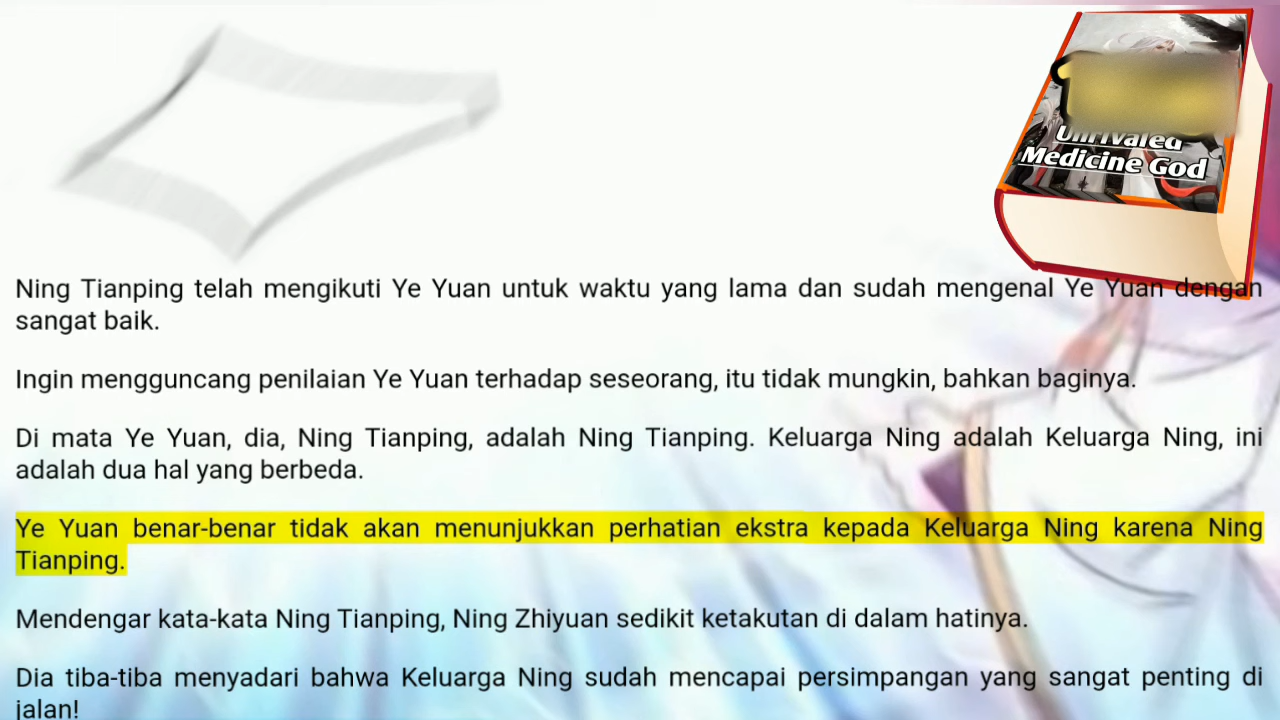 Unrivaled
Medicine God
Ning Tianping telah mengikuti Ye Yuan untuk waktu yang lama dan sudah mengenal Ye Yuan dengan
sangat baik.
Ingin mengguncang penilaian Ye Yuan terhadap seseorang, itu tidak mungkin, bahkan baginya.
Di mata Ye Yuan, dia, Ning Tianping, adalah Ning Tianping. Keluarga Ning adalah Keluarga Ning, ini
adalah dua hal yang berbeda.
Ye Yuan benar-benar tidak akan menunjukkan perhatian ekstra kepada Keluarga Ning karena Ning
Tianping.
Mendengar kata-kata Ning Tianping, Ning Zhiyuan sedikit ketakutan di dalam hatinya.
Dia tiba-tiba menyadari bahwa Keluarga Ning sudah mencapai persimpangan yang sangat penting di
jalan!